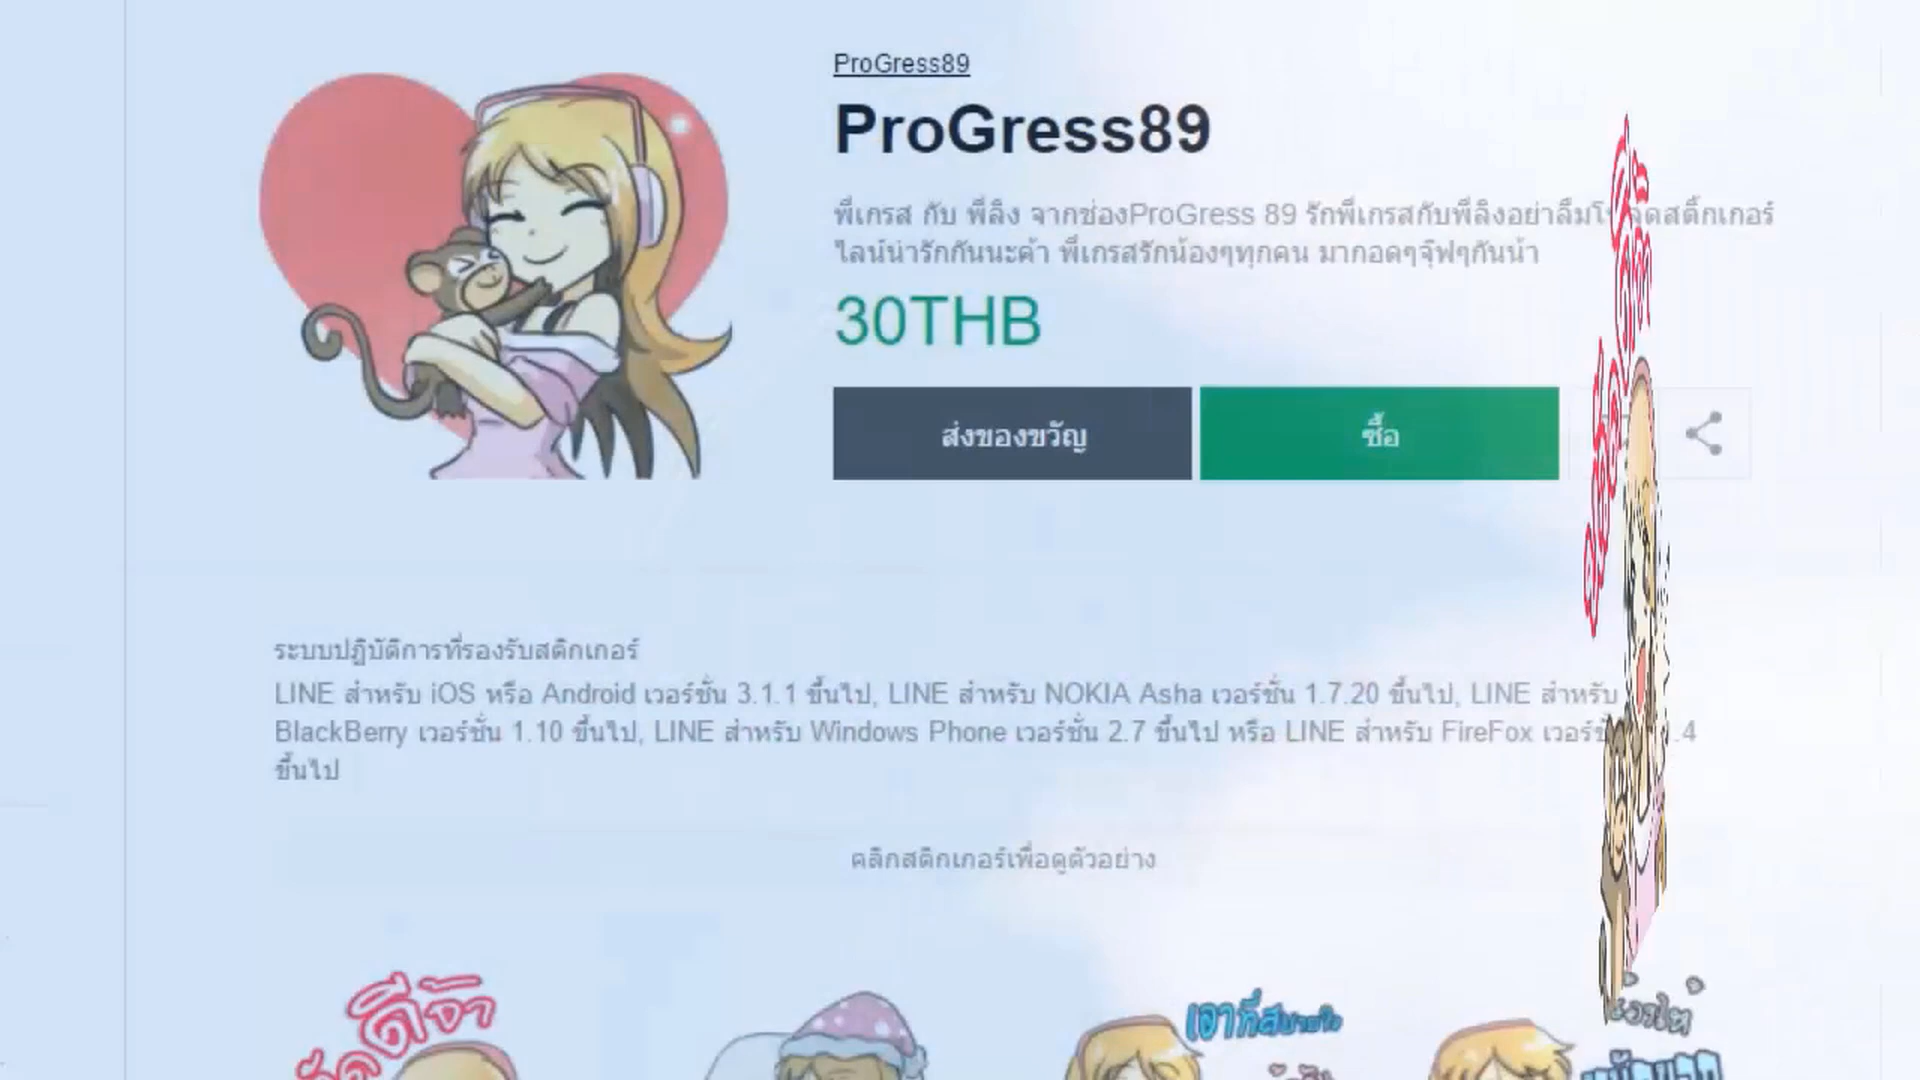 ProGress89
ProGress89
พี่เกรส กับ พี่ลิง จากช่องProGress 89 รักพี่เกรสกับพี่ลิงอย่าลืมโหลดสติ๊กเกอร์
ไลน์น่ารักกันนะค้า พี่เกรสรักน้องๆทุกคน มากอดๆจุ๊ฟๆกันน้า
30THB
ส่งของขวัญ
ซื้อ
ระบบปฏิบัติการที่รองรับสติกเกอร์
LINE สำหรับ iOS หรือ Android เวอร์ชั่น 3.1.1 ขึ้นไป, LINE สำหรับ NOKIA Asha เวอร์ชั่น 1.7.20 ขึ้นไป, LINE สำหรับ
BlackBerry เวอร์ชั่น 1.10 ขึ้นไป, LINE สำหรับ Windows Phone เวอร์ชั่น 2.7 ขึ้นไป หรือ LINE สำหรับ FireFox
ขึ้นไป
คลิกสติกเกอร์เพื่อดูตัวอย่าง
ดีจ้า
เอาที่สบายใจ